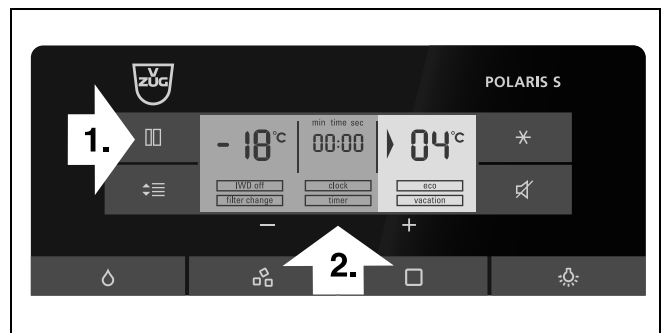 V
ZUG
POLARIS S
1.
min time sec
-18°C 00:00 04°C
IWD off clock eco
filter change timer vacation
− +
2.